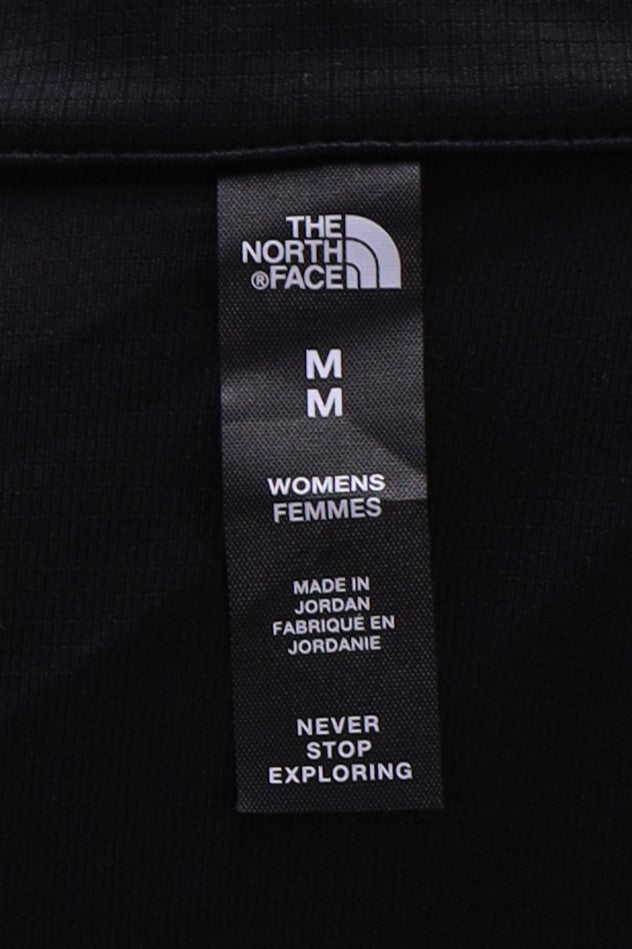 THE
NORTH
®FACE
M
M
WOMENS
FEMMES
MADE IN
JORDAN
FABRIQUÉ EN
JORDANIE
NEVER
STOP
EXPLORING